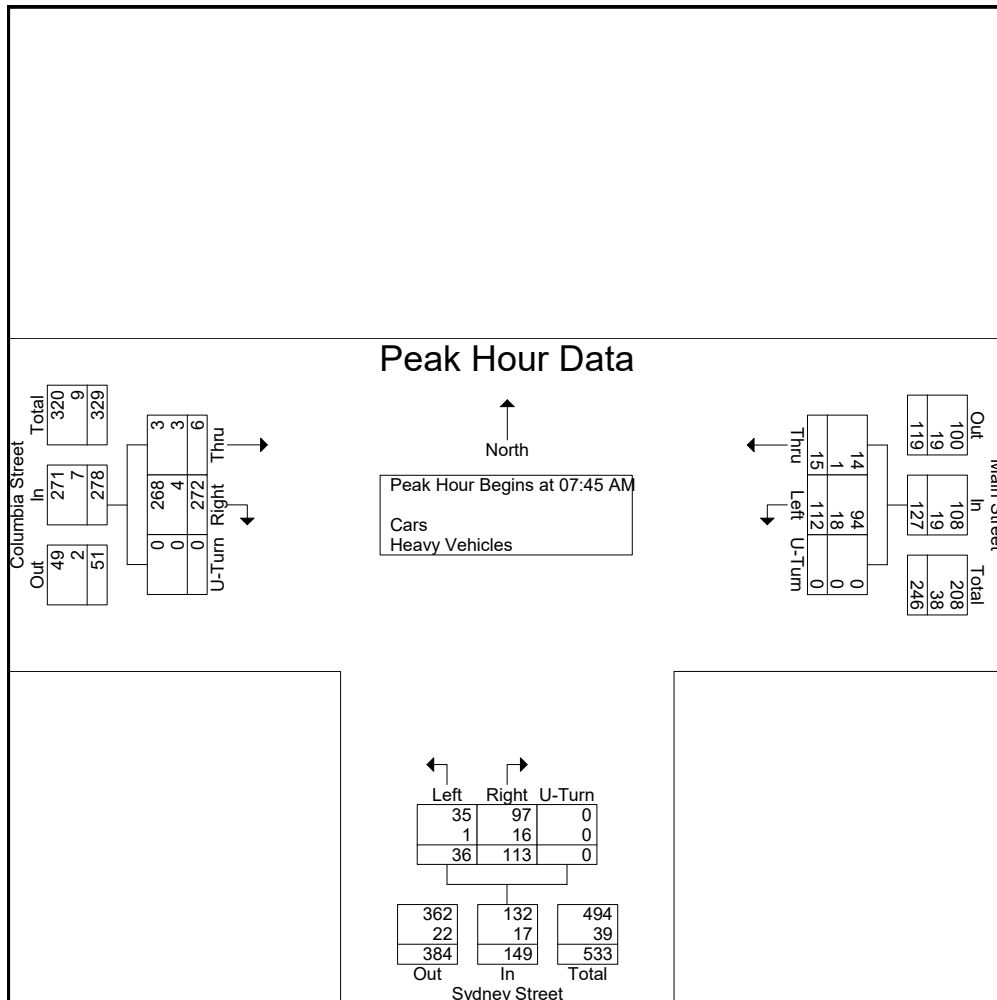 Peak Hour Data
North
Peak Hour Begins at 07:45 AM
Cars
Heavy Vehicles
Columbia Street
Out In Total
49 271 320
2 7 9
51 278 329
3 268 0
3 4 0
6 272 0
Thru Right U-Turn
Main Street
Out In Total
100 108 208
19 19 38
119 127 246
14 94 0
1 18 0
15 112 0
Thru Left U-Turn
Left Right U-Turn
35 97 0
1 16 0
36 113 0
362 132 494
22 17 39
384 149 533
Out In Total
Sydney Street